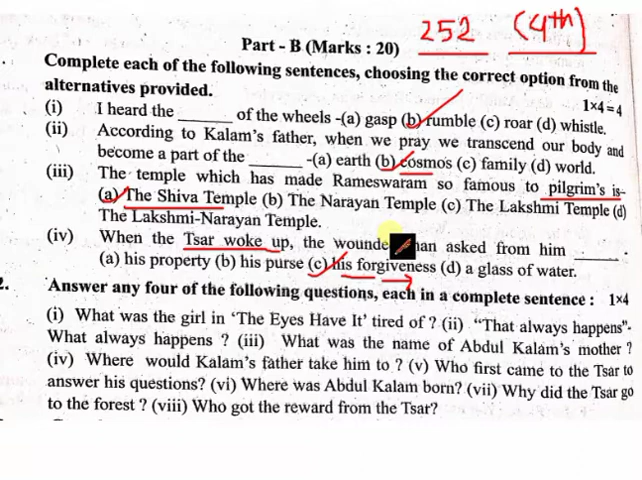 252 (4th)
Part - B (Marks : 20)
Complete each of the following sentences, choosing the correct option from the
alternatives provided. 1×4=4
(i) I heard the ______ of the wheels -(a) gasp (b) rumble (c) roar (d) whistle.
(ii) According to Kalam's father, when we pray we transcend our body and
become a part of the ______ -(a) earth (b) cosmos (c) family (d) world.
(iii) The temple which has made Rameswaram so famous to pilgrim's is-
(a) The Shiva Temple (b) The Narayan Temple (c) The Lakshmi Temple (d)
The Lakshmi-Narayan Temple.
(iv) When the Tsar woke up, the wounde man asked from him ______ .
(a) his property (b) his purse (c) his forgiveness (d) a glass of water.
2. Answer any four of the following questions, each in a complete sentence : 1×4
(i) What was the girl in 'The Eyes Have It' tired of ? (ii) "That always happens"-
What always happens ? (iii) What was the name of Abdul Kalam's mother ?
(iv) Where would Kalam's father take him to ? (v) Who first came to the Tsar to
answer his questions? (vi) Where was Abdul Kalam born? (vii) Why did the Tsar go
to the forest ? (viii) Who got the reward from the Tsar?